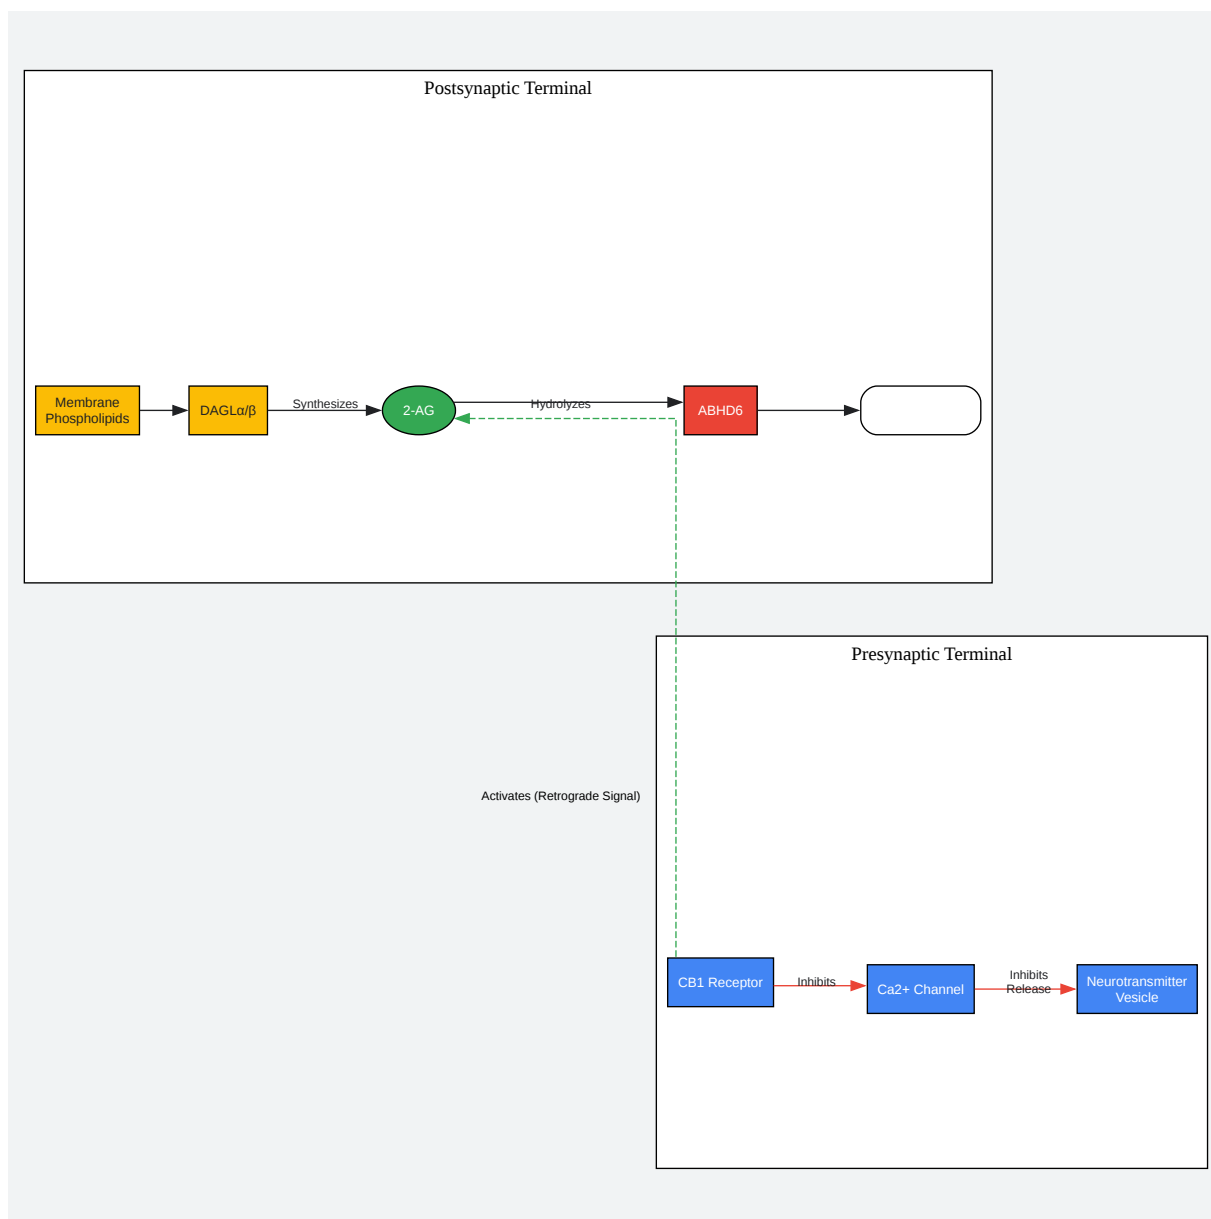 Postsynaptic Terminal
Membrane
Phospholipids
DAGLα/β
Synthesizes
2-AG
Hydrolyzes
ABHD6
Presynaptic Terminal
Activates (Retrograde Signal)
CB1 Receptor
Inhibits
Ca2+ Channel
Inhibits
Release
Neurotransmitter
Vesicle